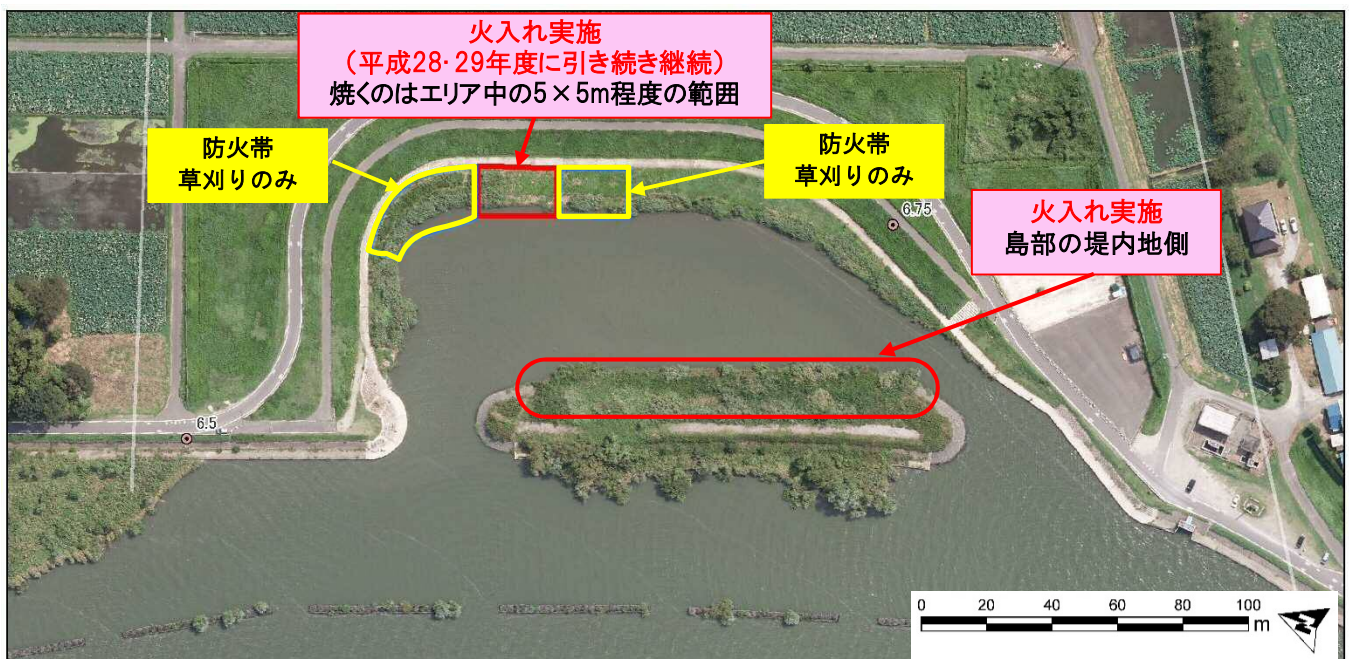 火入れ実施
（平成28･29年度に引き続き継続）
焼くのはエリア中の5×5m程度の範囲
防火帯
草刈りのみ
防火帯
草刈りのみ
6.75
火入れ実施
島部の堤内地側
6.5
0 20 40 60 80 100
m
N